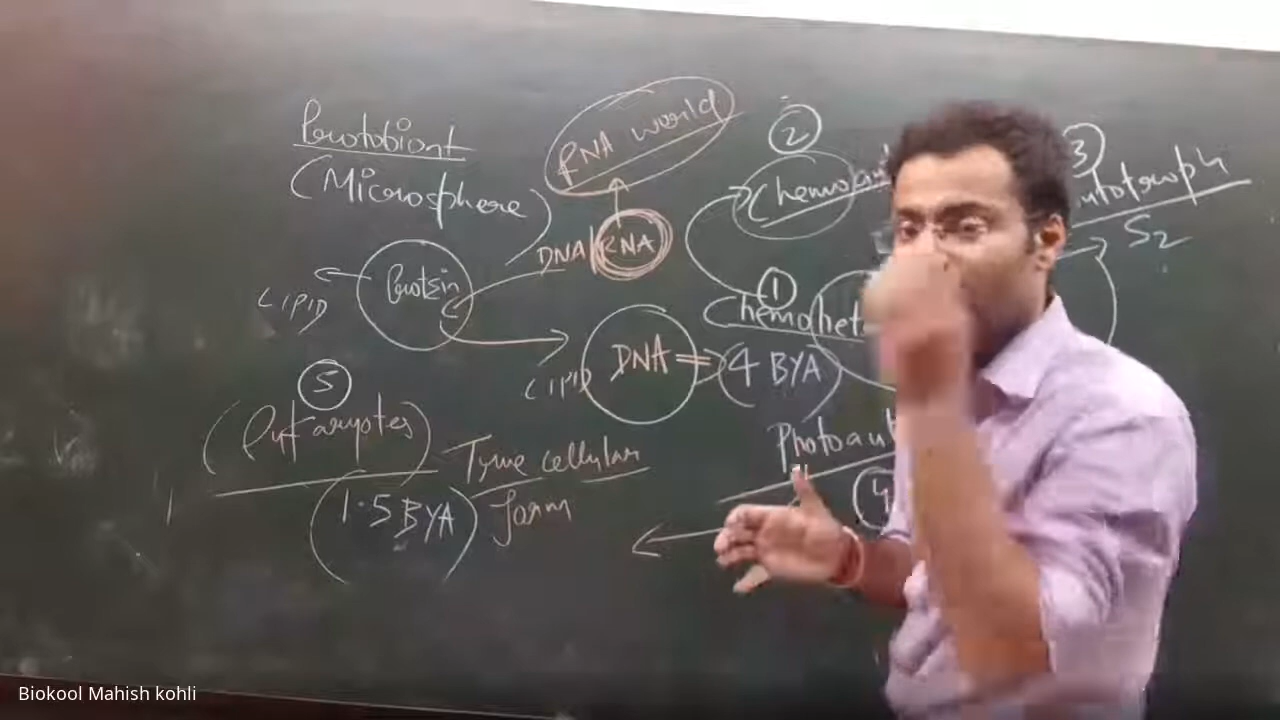 Protobiont
(Microsphere)
RNA world
DNA/RNA
Protein
LIPID
LIPID
DNA
4 BYA
1
2
3
S2
4
5
(Eukaryotes)
1.5 BYA
cellular
form
Biokool Mahish kohli